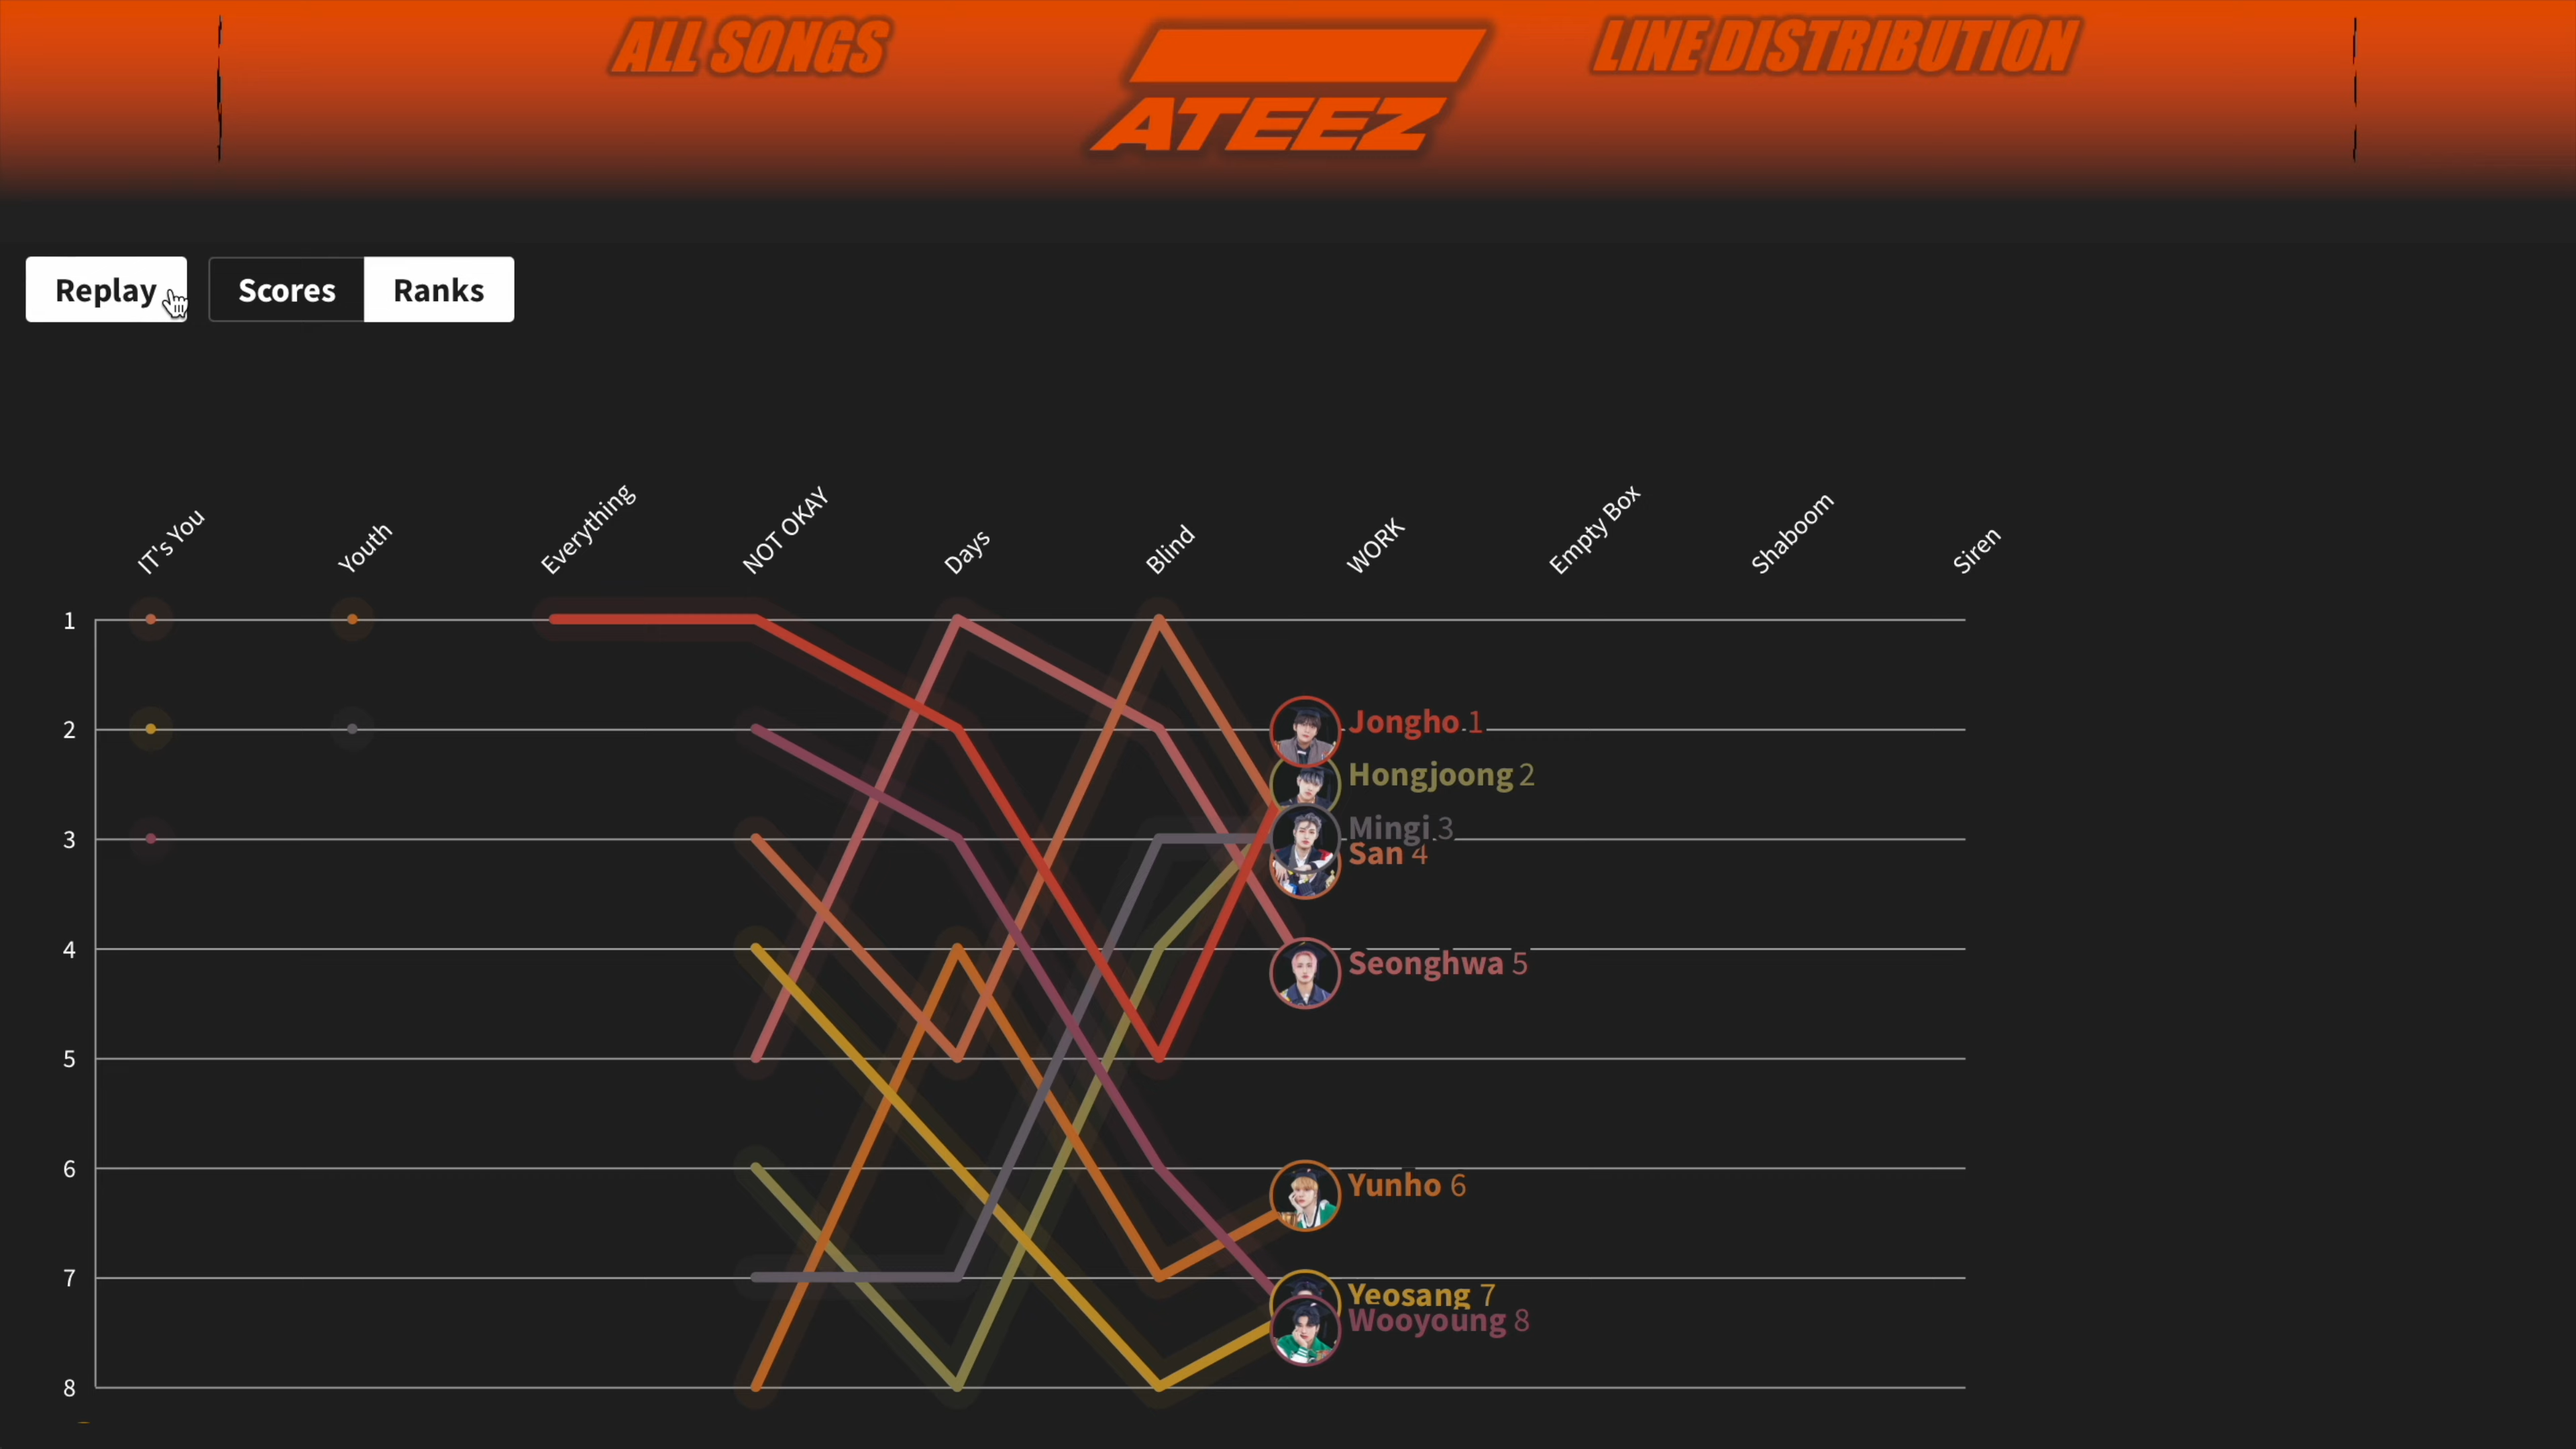 ALL SONGS
ATEEZ
LINE DISTRIBUTION
Replay
Scores
Ranks
IT's You
Youth
Everything
NOT OKAY
Days
Blind
WORK
Empty Box
Shaboom
Siren
1
2
3
4
5
6
7
8
Jongho 1
Hongjoong 2
Mingi 3
San 4
Seonghwa 5
Yunho 6
Yeosang 7
Wooyoung 8